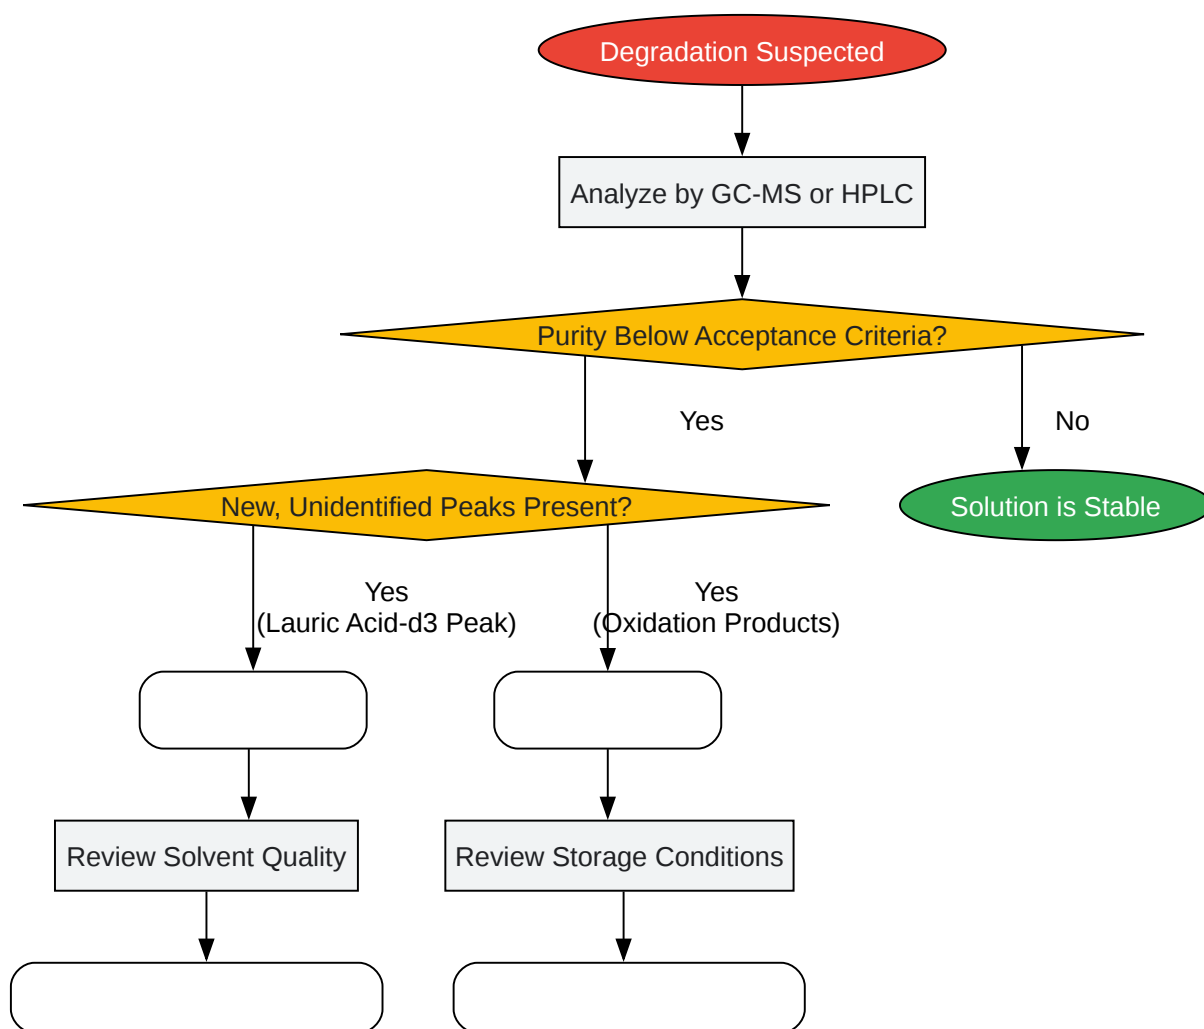 Degradation Suspected
Analyze by GC-MS or HPLC
Purity Below Acceptance Criteria?
Yes
No
New, Unidentified Peaks Present?
Solution is Stable
Yes
(Lauric Acid-d3 Peak)
Yes
(Oxidation Products)
Review Solvent Quality
Review Storage Conditions